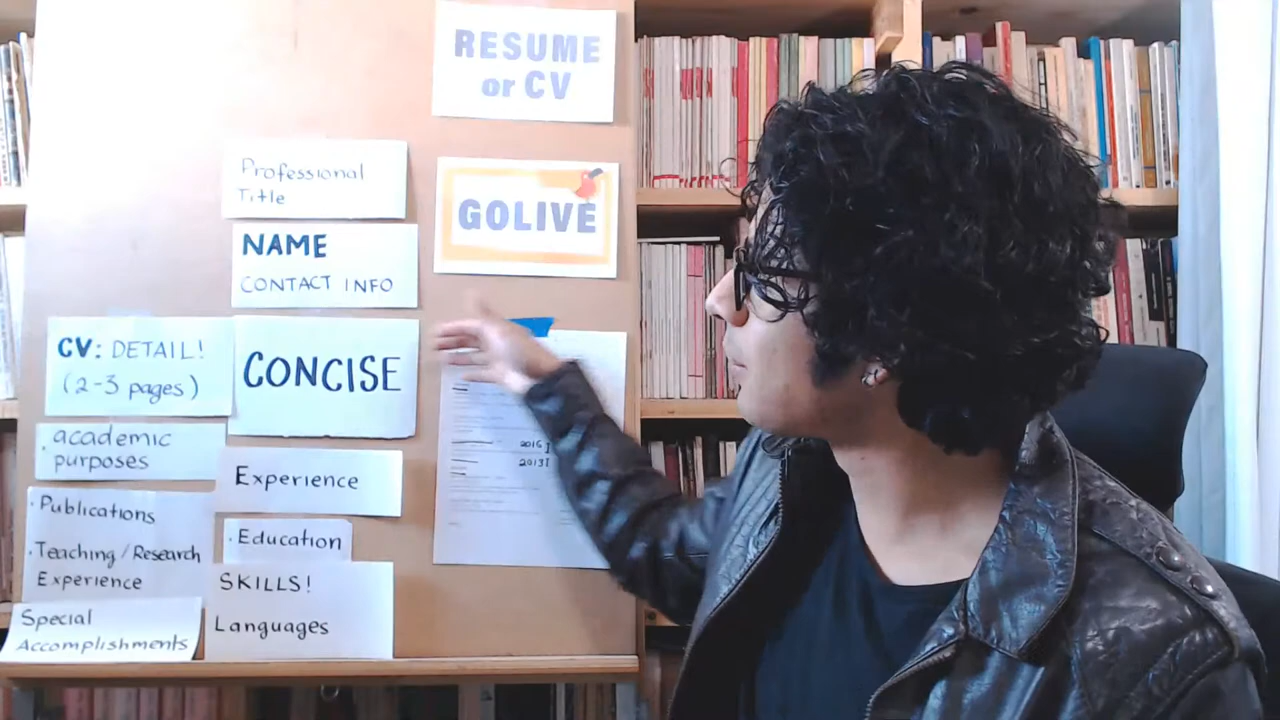 RESUME
or CV
GOLIVE
Professional
Title
NAME
CONTACT INFO
CONCISE
Experience
· Education
SKILLS!
Languages
CV: DETAIL!
(2-3 pages)
· academic
purposes
· Publications
· Teaching/Research
Experience
Special
Accomplishments
2016
2013